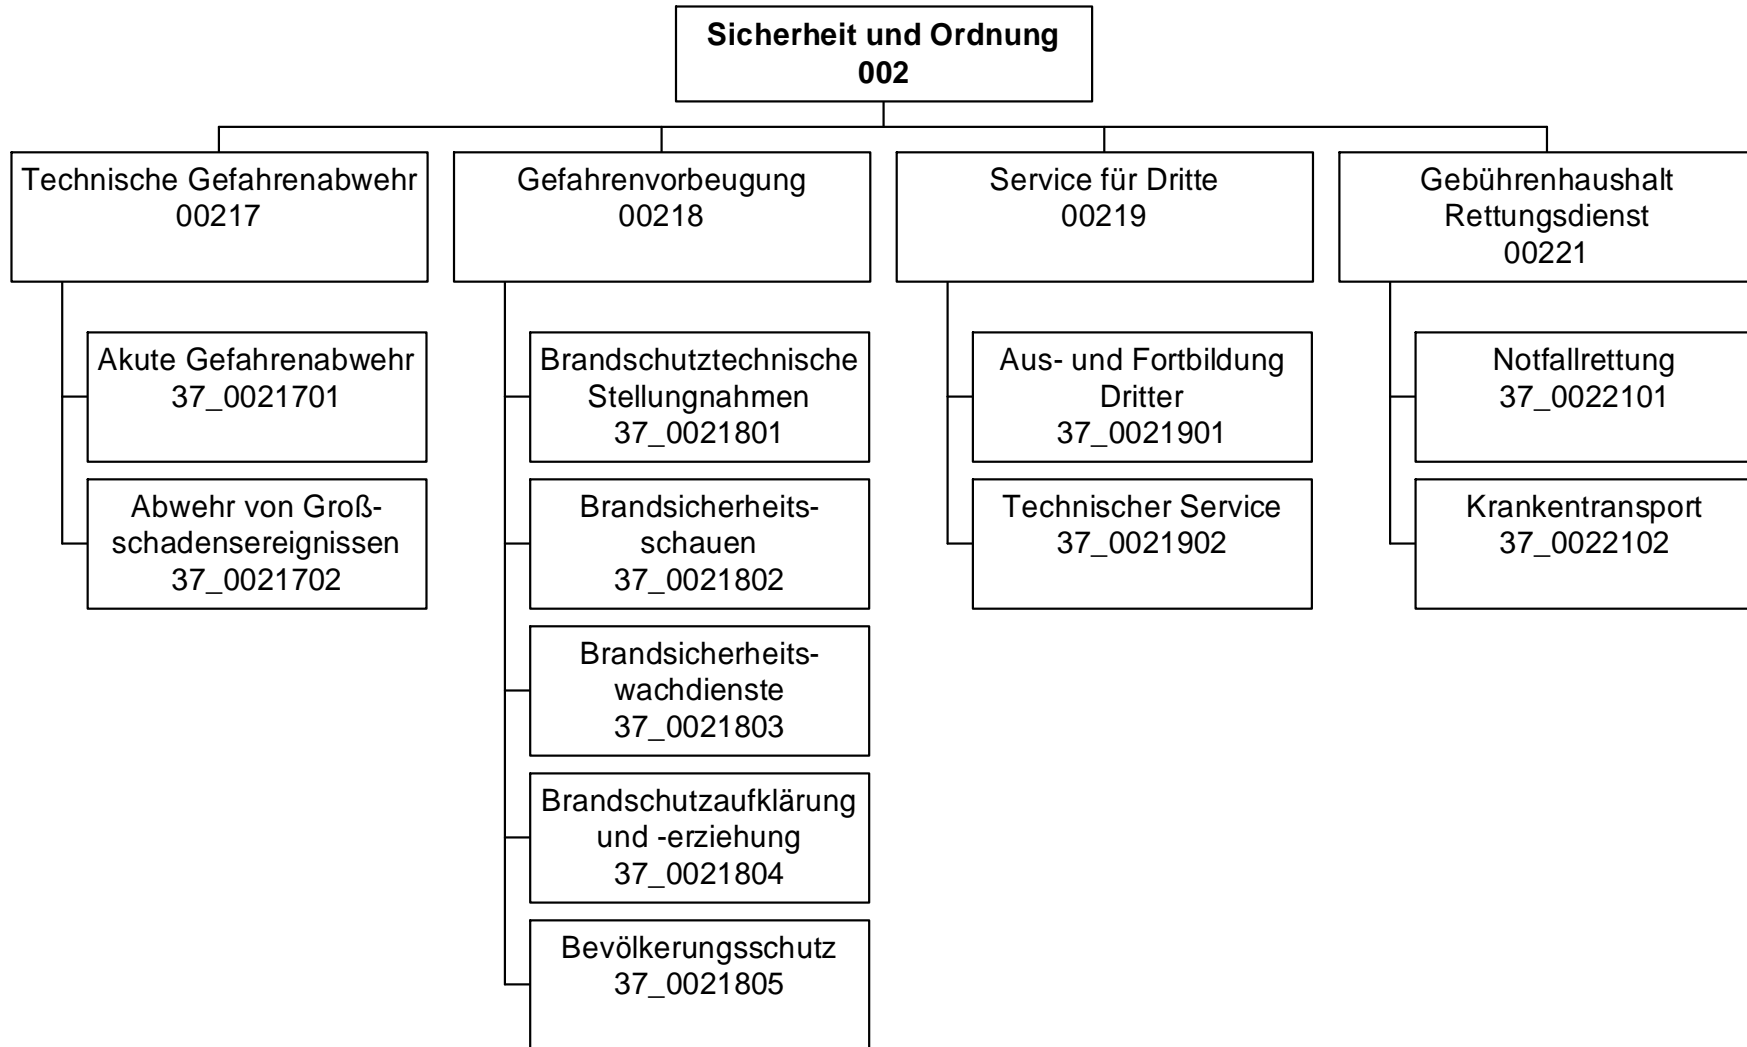 Sicherheit und Ordnung
002
Technische Gefahrenabwehr
00217
Gefahrenvorbeugung
00218
Service für Dritte
00219
Gebührenhaushalt
Rettungsdienst
00221
Akute Gefahrenabwehr
37_0021701
Abwehr von Groß-
schadensereignissen
37_0021702
Brandschutztechnische
Stellungnahmen
37_0021801
Brandsicherheits-
schauen
37_0021802
Brandsicherheits-
wachdienste
37_0021803
Brandschutzaufklärung
und -erziehung
37_0021804
Bevölkerungsschutz
37_0021805
Aus- und Fortbildung
Dritter
37_0021901
Technischer Service
37_0021902
Notfallrettung
37_0022101
Krankentransport
37_0022102